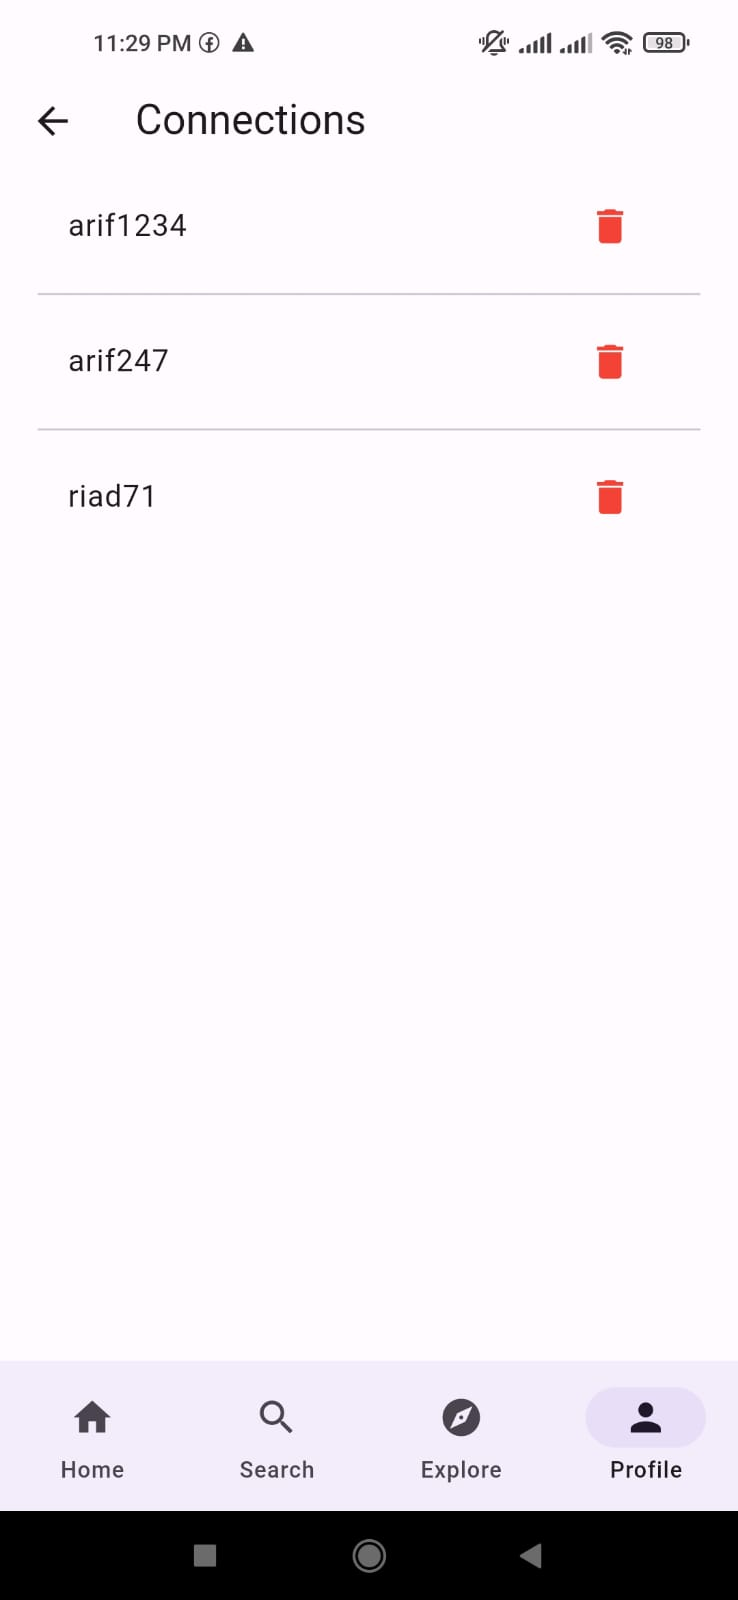 11:29 PM
98
Connections
arif1234
arif247
riad71
Home
Search
Explore
Profile